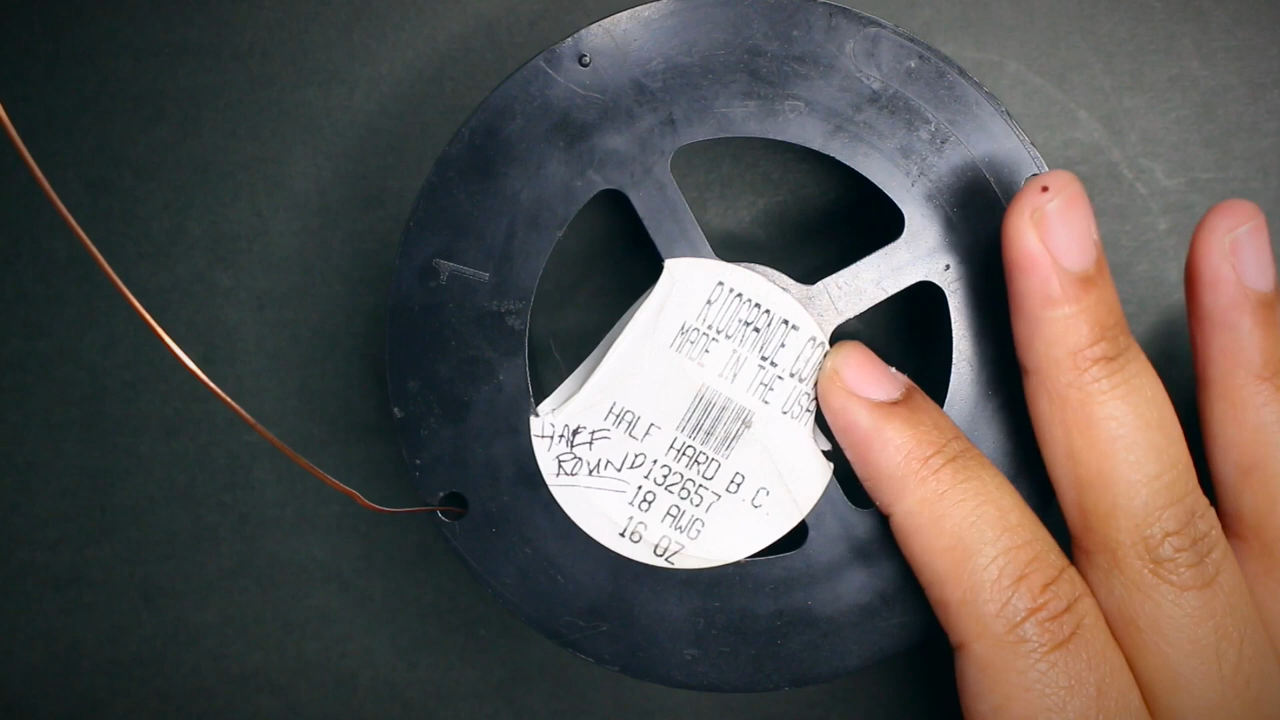 RIOGRANDE.CO
MADE IN THE USA
HALF HARD B.C.
HALF
ROUND
132657
18 AWG
16 OZ